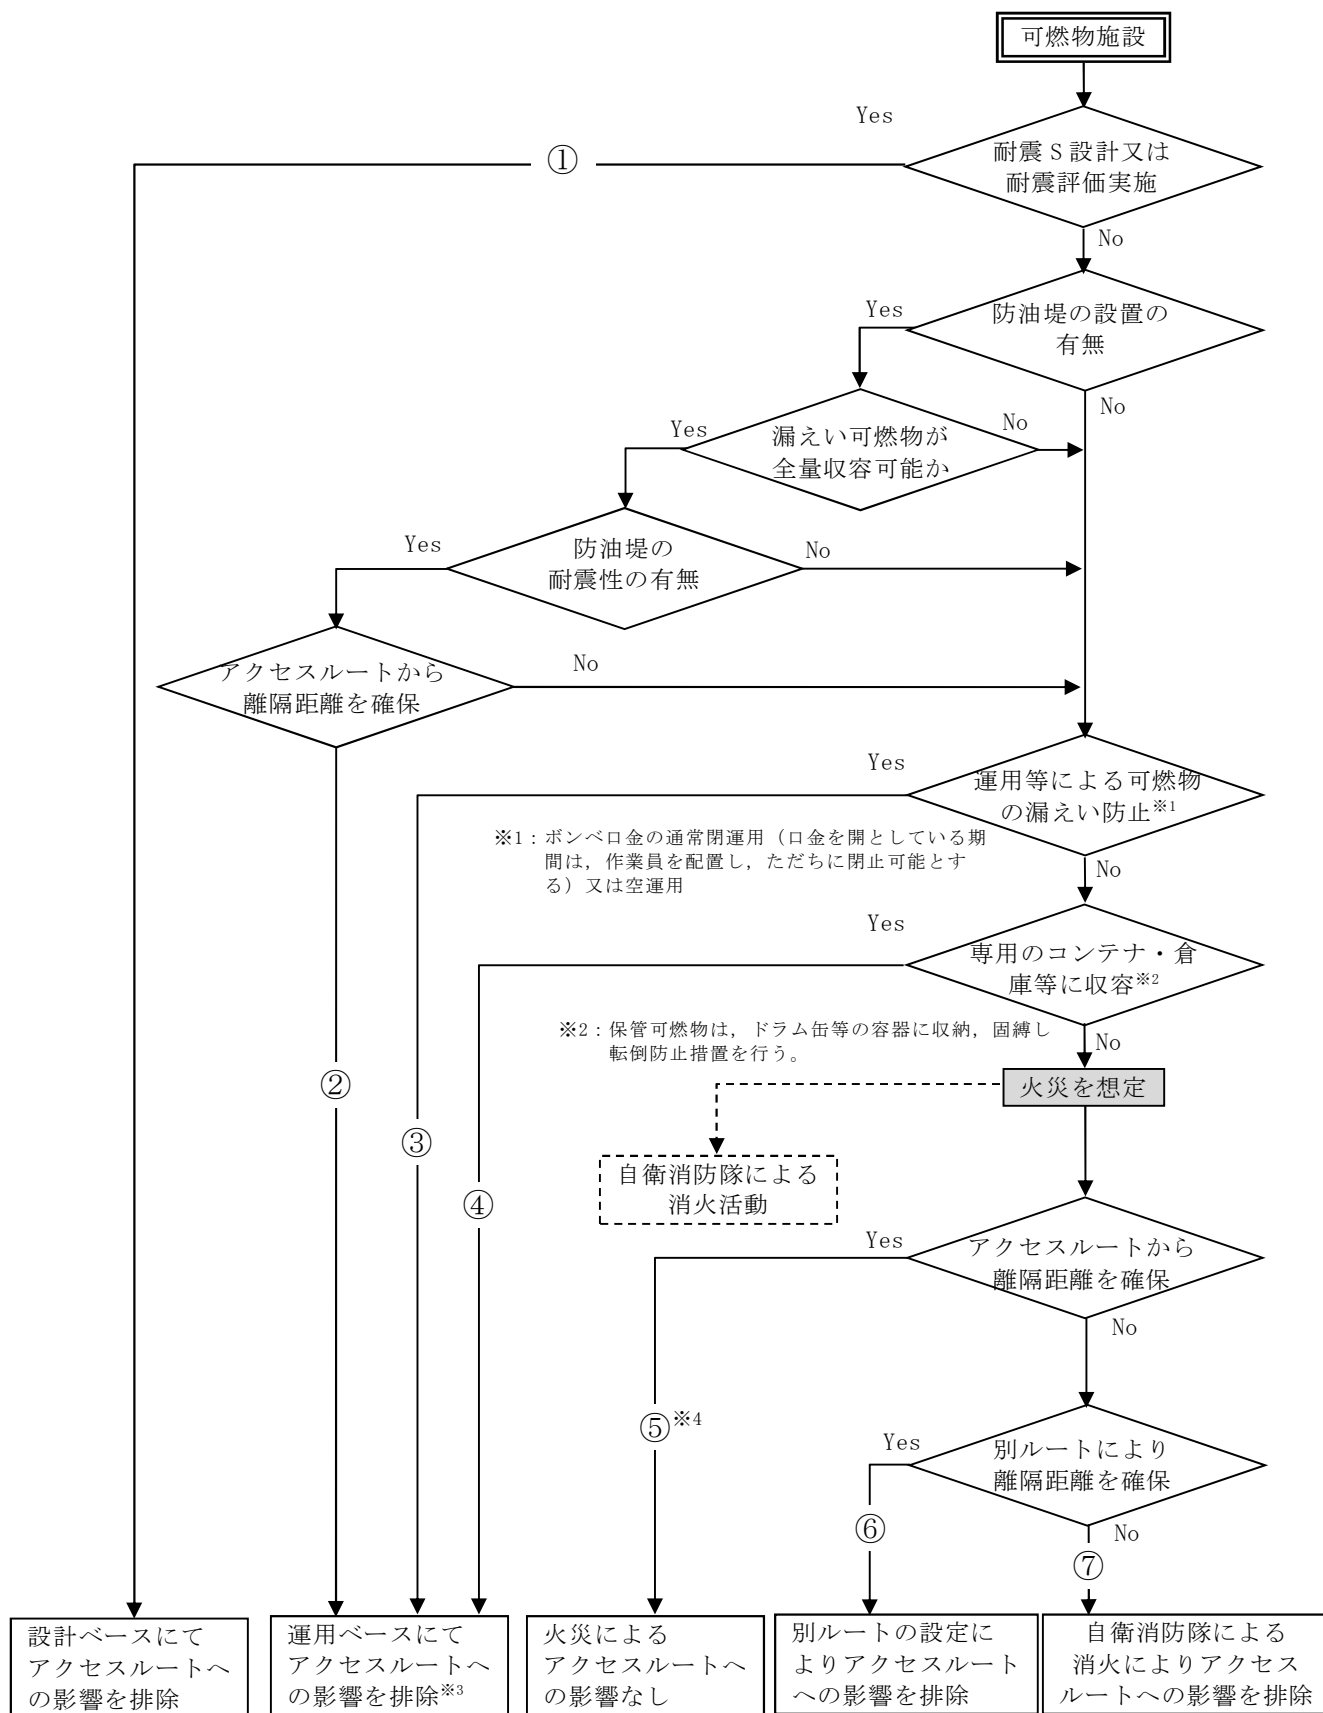 可燃物施設
Yes
①
耐震 S 設計又は
耐震評価実施
No
Yes
防油堤の設置の
有無
No
Yes
漏えい可燃物が
全量収容可能か
No
Yes
防油堤の
耐震性の有無
No
アクセスルートから
離隔距離を確保
No
Yes
運用等による可燃物
の漏えい防止※1
※1：ボンベ口金の通常閉運用（口金を開としている期
間は，作業員を配置し，ただちに閉止可能とす
る）又は空運用
No
Yes
専用のコンテナ・倉
庫等に収容※2
※2：保管可燃物は，ドラム缶等の容器に収納，固縛し
転倒防止措置を行う。
No
②
火災を想定
③
自衛消防隊による
消火活動
④
Yes
アクセスルートから
離隔距離を確保
No
⑤※4
Yes
別ルートにより
離隔距離を確保
⑥
No
⑦
設計ベースにて
アクセスルートへ
の影響を排除
運用ベースにて
アクセスルートへ
の影響を排除※3
火災による
アクセスルートへ
の影響なし
別ルートの設定に
よりアクセスルート
への影響を排除
自衛消防隊による
消火によりアクセス
ルートへの影響を排除